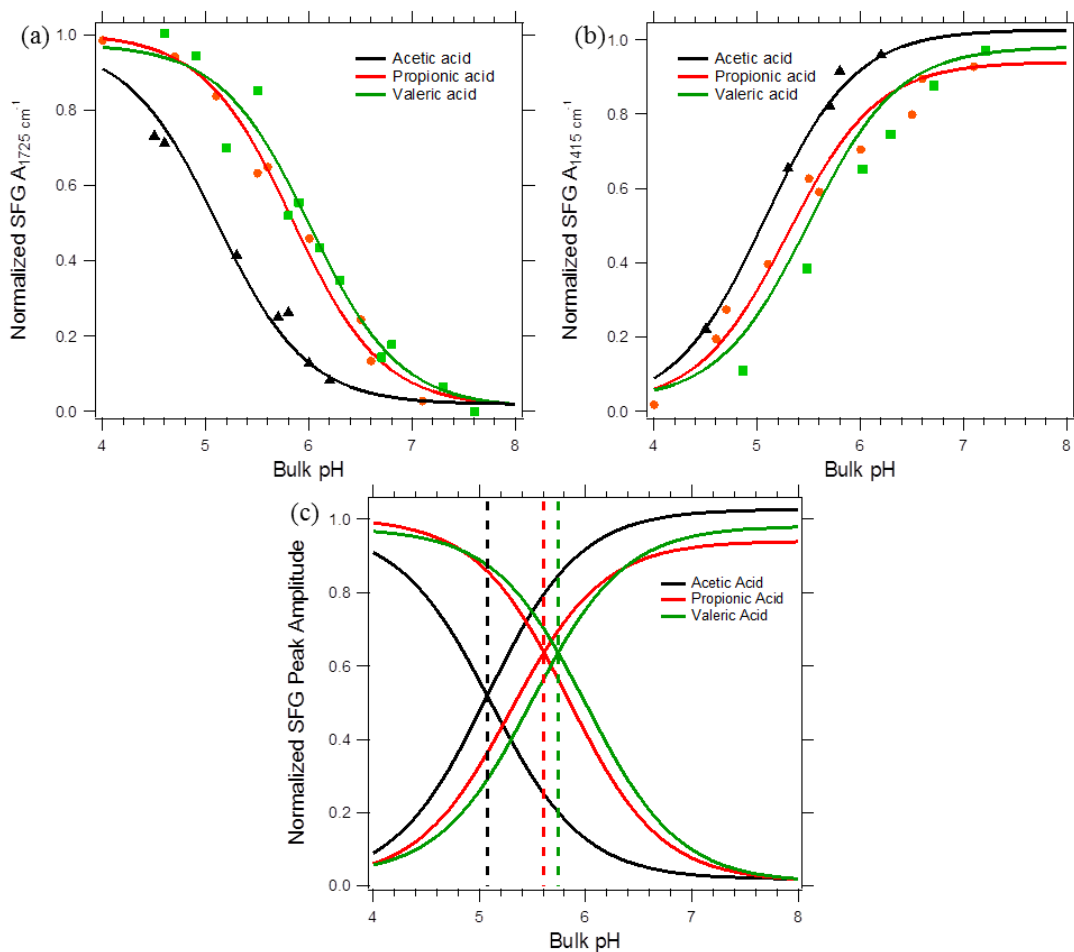 (a)
Normalized SFG A1725 cm-1
1.0
0.8
0.6
0.4
0.2
0.0
Acetic acid
Propionic acid
Valeric acid
4 5 6 7 8
Bulk pH
(b)
Normalized SFG A1415 cm-1
1.0
0.8
0.6
0.4
0.2
0.0
Acetic acid
Propionic acid
Valeric acid
4 5 6 7 8
Bulk pH
(c)
Normalized SFG Peak Amplitude
1.0
0.8
0.6
0.4
0.2
0.0
Acetic Acid
Propionic Acid
Valeric Acid
4 5 6 7 8
Bulk pH